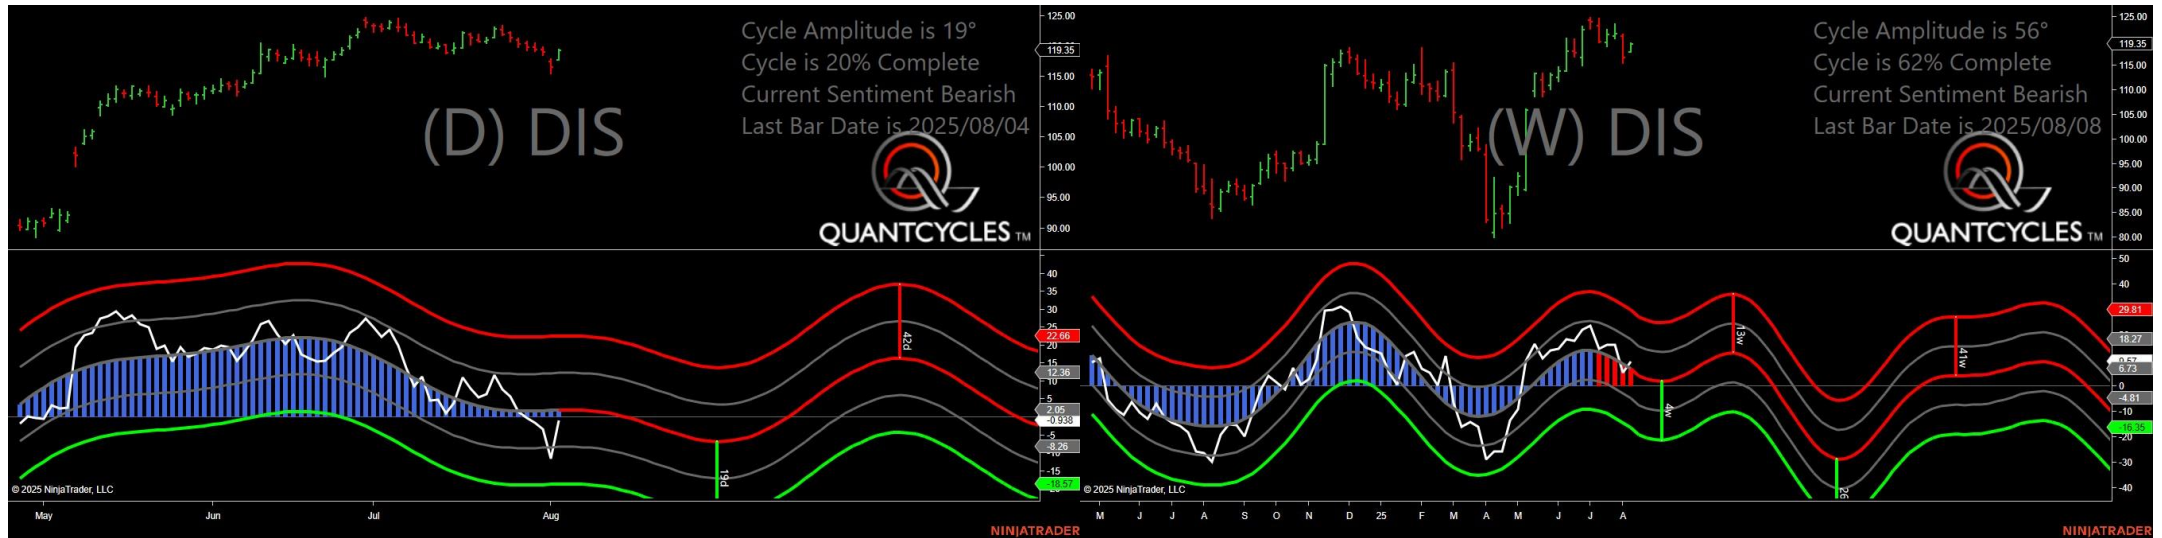 Cycle Amplitude is 19°
Cycle is 20% Complete
Current Sentiment Bearish
Last Bar Date is 2025/08/04
(D) DIS
QUANTCYCLES TM
125.00
119.35
115.00
110.00
105.00
100.00
95.00
90.00
40
35
30
25
22.66
20
15
12.36
10
5
2.05
-0.938
-5
-8.26
-15
-18.57
42d
19d
© 2025 NinjaTrader, LLC
May
Jun
Jul
Aug
NINJATRADER
Cycle Amplitude is 56°
Cycle is 62% Complete
Current Sentiment Bearish
Last Bar Date is 2025/08/08
(W) DIS
QUANTCYCLES TM
125.00
119.35
115.00
110.00
105.00
100.00
95.00
90.00
85.00
80.00
50
40
29.81
18.27
6.73
0
-4.81
-10
-16.35
-20
-30
-40
13w
41w
4w
26
© 2025 NinjaTrader, LLC
M J J A S O N D 25 F M A M J J A
NINJATRADER